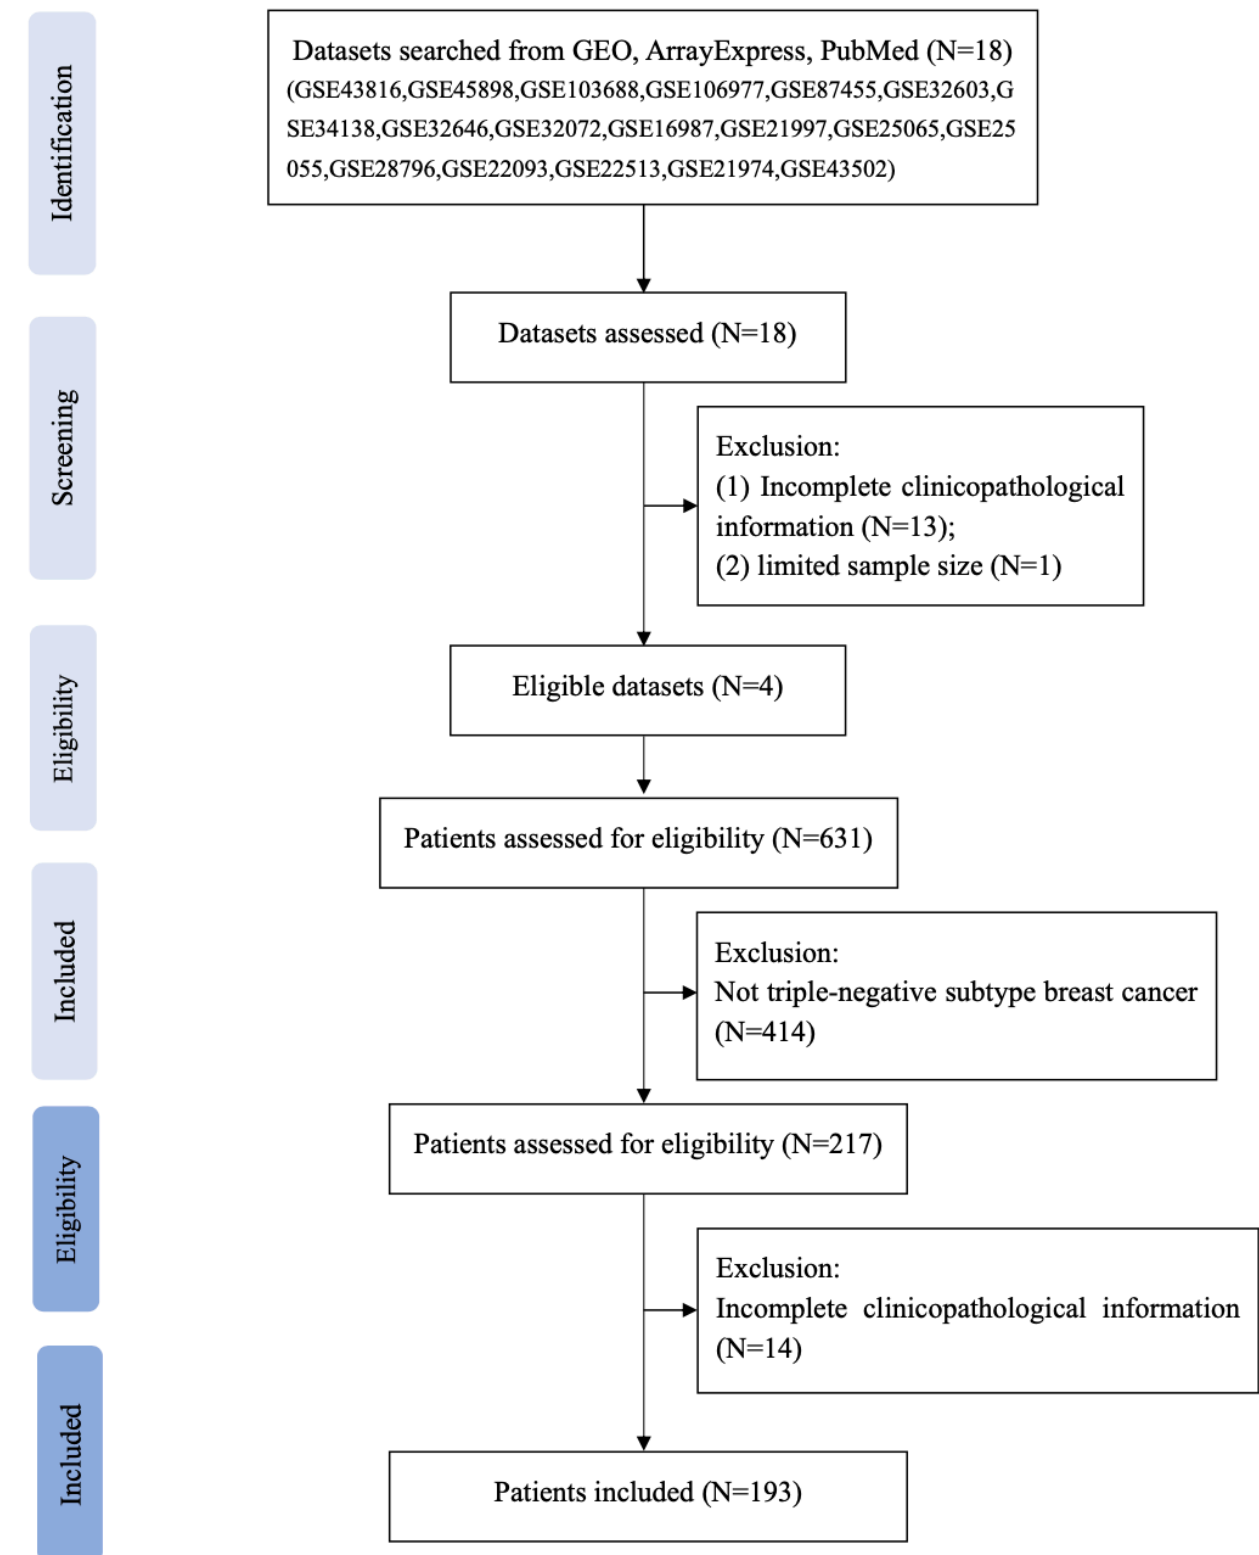 Identification
Datasets searched from GEO, ArrayExpress, PubMed (N=18)
(GSE43816,GSE45898,GSE103688,GSE106977,GSE87455,GSE32603,G
SE34138,GSE32646,GSE32072,GSE16987,GSE21997,GSE25065,GSE25
055,GSE28796,GSE22093,GSE22513,GSE21974,GSE43502)
Screening
Datasets assessed (N=18)
Exclusion:
(1) Incomplete clinicopathological
information (N=13);
(2) limited sample size (N=1)
Eligibility
Eligible datasets (N=4)
Patients assessed for eligibility (N=631)
Included
Exclusion:
Not triple-negative subtype breast cancer
(N=414)
Eligibility
Patients assessed for eligibility (N=217)
Exclusion:
Incomplete clinicopathological information
(N=14)
Included
Patients included (N=193)